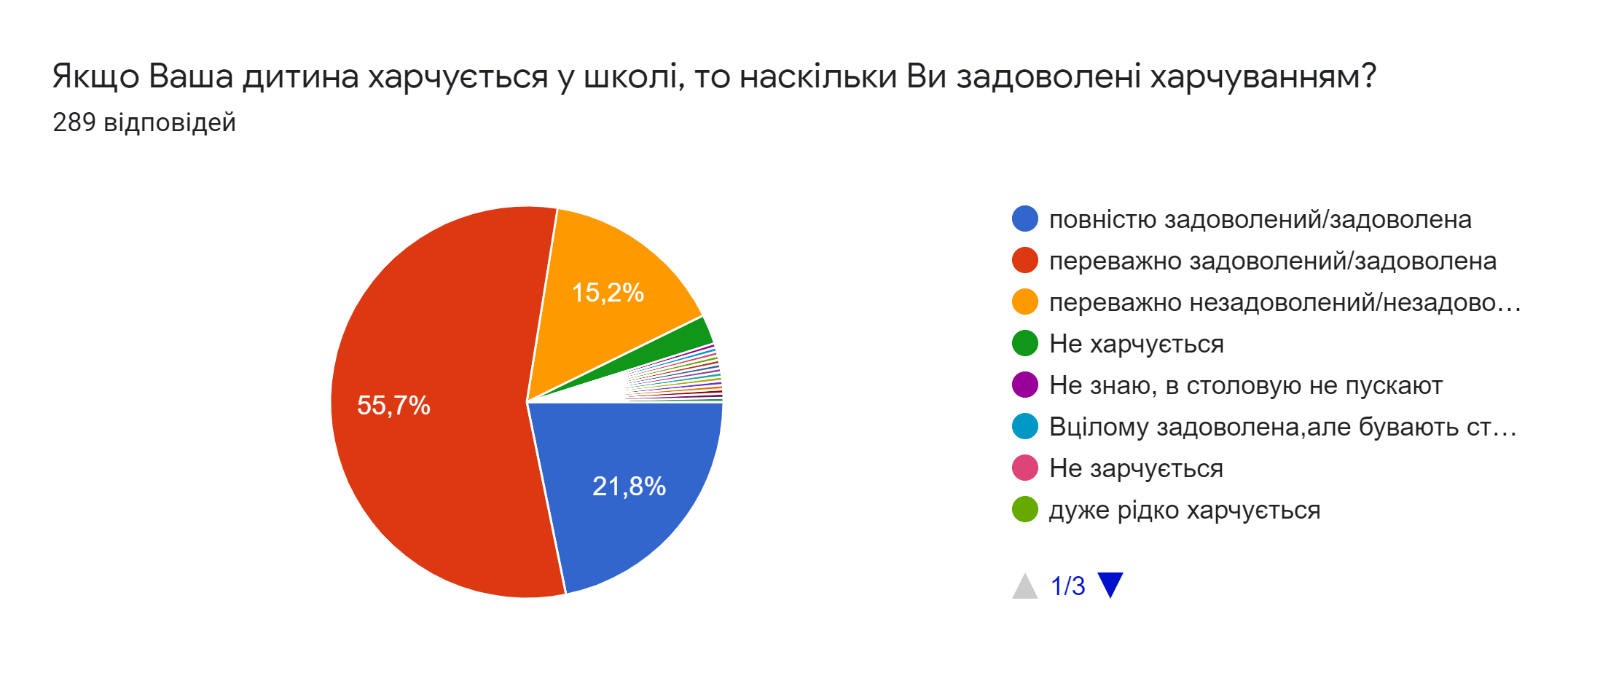 Якщо Ваша дитина харчується у школі, то наскільки Ви задоволені харчуванням?
289 відповідей
15,2%
55,7%
21,8%
повністю задоволений/задоволена
переважно задоволений/задоволена
переважно незадоволений/незадово…
Не харчується
Не знаю, в столовую не пускают
Вцілому задоволена,але бувають ст…
Не зарчується
дуже рідко харчується
1/3